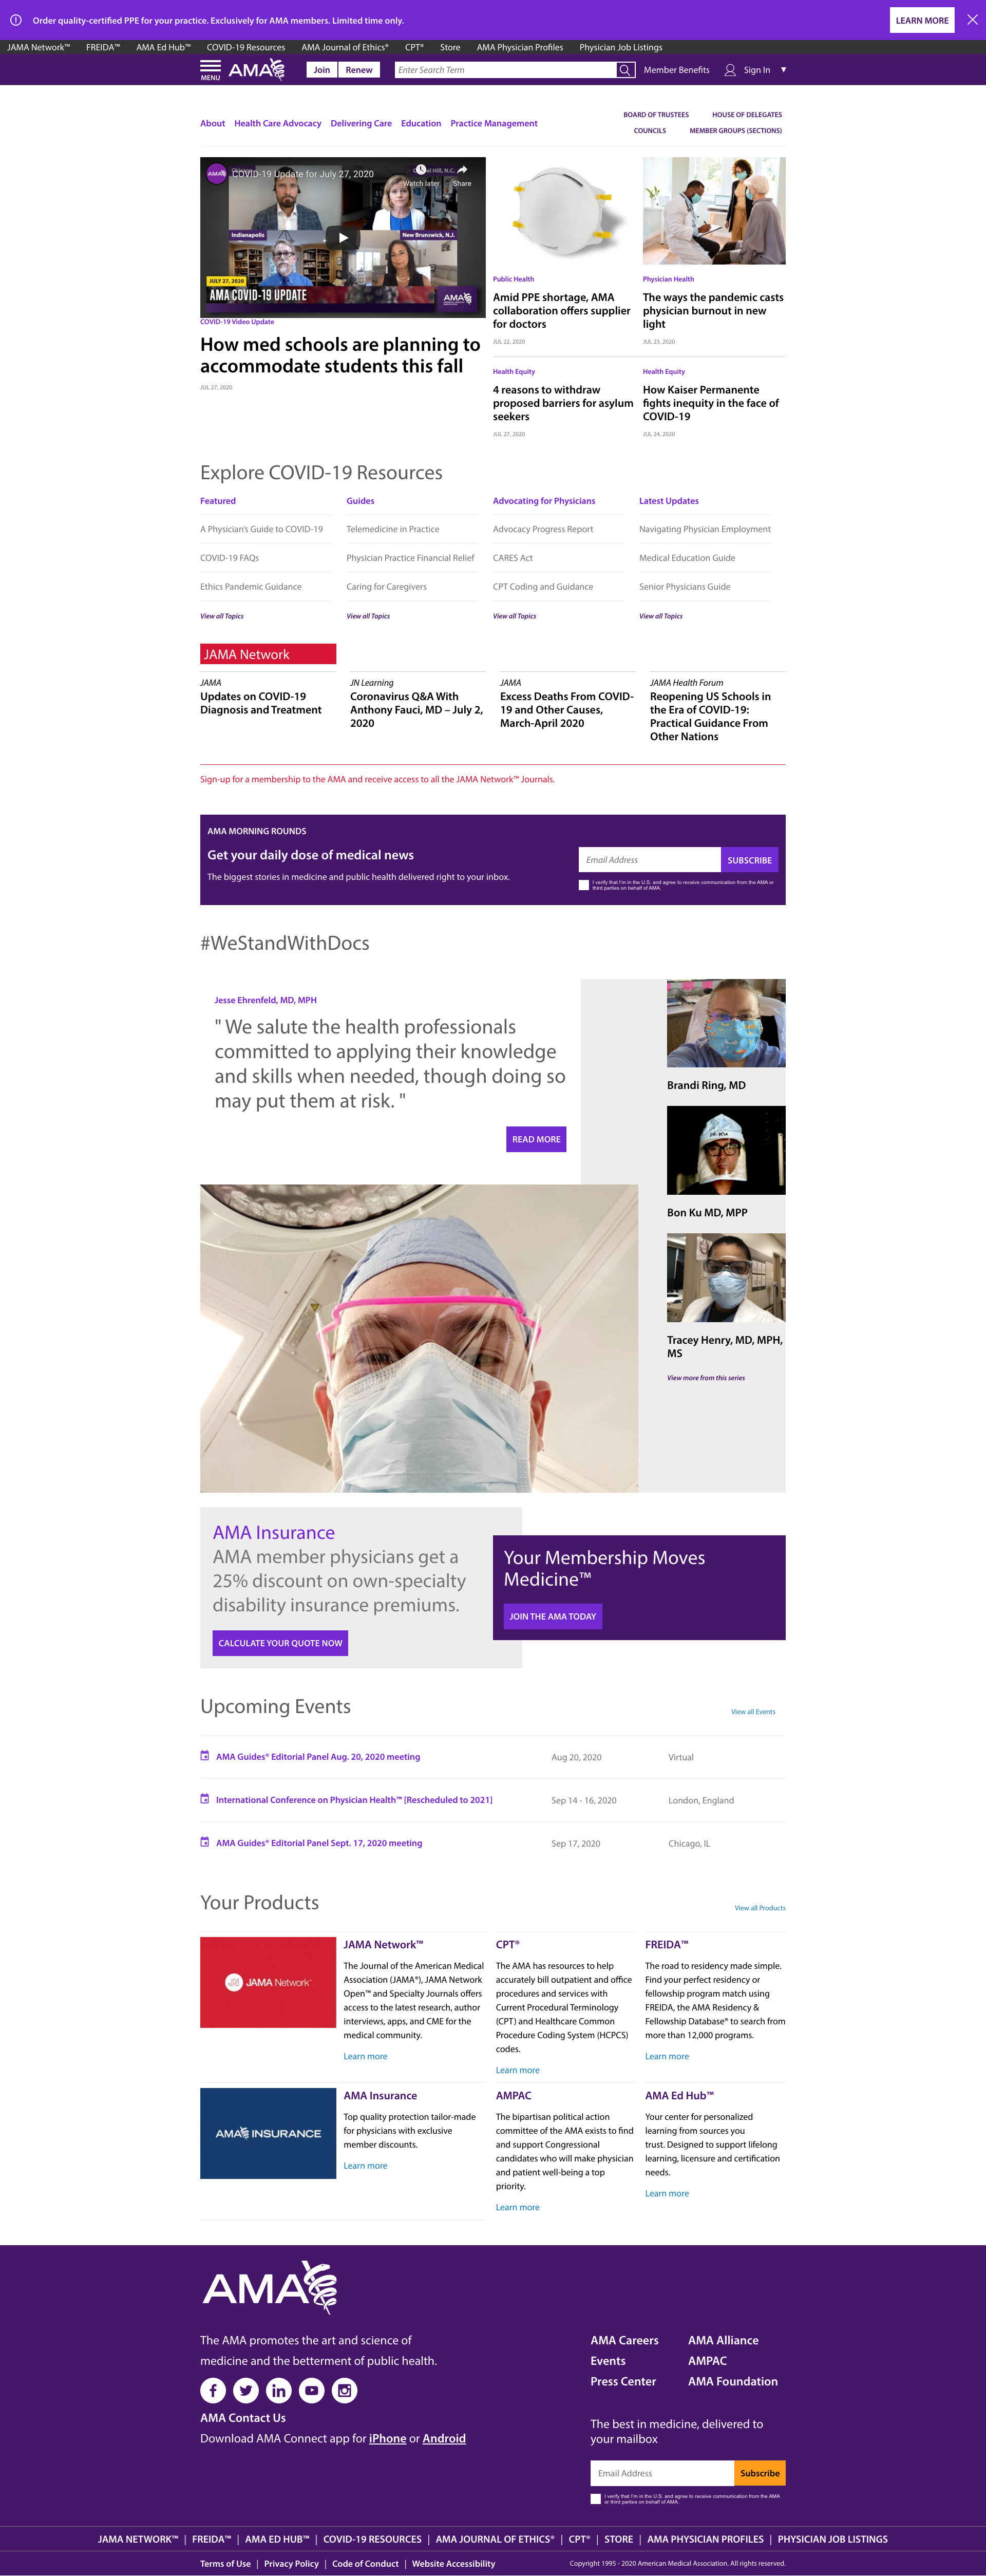 Order quality-certified PPE for your practice. Exclusively for AMA members. Limited time only.
LEARN MORE
JAMA Network™ FREIDA™ AMA Ed Hub™ COVID-19 Resources AMA Journal of Ethics® CPT® Store AMA Physician Profiles Physician Job Listings
MENU
AMA
Join Renew
Enter Search Term
Member Benefits
Sign In
About Health Care Advocacy Delivering Care Education Practice Management
BOARD OF TRUSTEES HOUSE OF DELEGATES
COUNCILS MEMBER GROUPS (SECTIONS)
AMA
COVID-19 Update for July 27, 2020
Watch later
Share
Indianapolis
New Brunswick, N.J.
JULY 27, 2020
AMA COVID-19 UPDATE
AMA
COVID-19 Video Update
How med schools are planning to
accommodate students this fall
JUL 27, 2020
Public Health
Amid PPE shortage, AMA
collaboration offers supplier
for doctors
JUL 22, 2020
Physician Health
The ways the pandemic casts
physician burnout in new
light
JUL 23, 2020
Health Equity
4 reasons to withdraw
proposed barriers for asylum
seekers
JUL 27, 2020
Health Equity
How Kaiser Permanente
fights inequity in the face of
COVID-19
JUL 24, 2020
Explore COVID-19 Resources
Featured
A Physician's Guide to COVID-19
COVID-19 FAQs
Ethics Pandemic Guidance
View all Topics
Guides
Telemedicine in Practice
Physician Practice Financial Relief
Caring for Caregivers
View all Topics
Advocating for Physicians
Advocacy Progress Report
CARES Act
CPT Coding and Guidance
View all Topics
Latest Updates
Navigating Physician Employment
Medical Education Guide
Senior Physicians Guide
View all Topics
JAMA Network
JAMA
Updates on COVID-19
Diagnosis and Treatment
JN Learning
Coronavirus Q&A With
Anthony Fauci, MD – July 2,
2020
JAMA
Excess Deaths From COVID-
19 and Other Causes,
March-April 2020
JAMA Health Forum
Reopening US Schools in
the Era of COVID-19:
Practical Guidance From
Other Nations
Sign-up for a membership to the AMA and receive access to all the JAMA Network™ Journals.
AMA MORNING ROUNDS
Get your daily dose of medical news
The biggest stories in medicine and public health delivered right to your inbox.
Email Address
SUBSCRIBE
I verify that I'm in the U.S. and agree to receive communication from the AMA or
third parties on behalf of AMA.
#WeStandWithDocs
Jesse Ehrenfeld, MD, MPH
" We salute the health professionals
committed to applying their knowledge
and skills when needed, though doing so
may put them at risk. "
READ MORE
Brandi Ring, MD
DR. KU
Bon Ku MD, MPP
Tracey Henry, MD, MPH,
MS
View more from this series
AMA Insurance
AMA member physicians get a
25% discount on own-specialty
disability insurance premiums.
CALCULATE YOUR QUOTE NOW
Your Membership Moves
Medicine™
JOIN THE AMA TODAY
Upcoming Events
View all Events
AMA Guides® Editorial Panel Aug. 20, 2020 meeting
Aug 20, 2020
Virtual
International Conference on Physician Health™ [Rescheduled to 2021]
Sep 14 - 16, 2020
London, England
AMA Guides® Editorial Panel Sept. 17, 2020 meeting
Sep 17, 2020
Chicago, IL
Your Products
View all Products
JAMA Network
JAMA Network™
The Journal of the American Medical
Association (JAMA®), JAMA Network
Open™ and Specialty Journals offers
access to the latest research, author
interviews, apps, and CME for the
medical community.
Learn more
CPT®
The AMA has resources to help
accurately bill outpatient and office
procedures and services with
Current Procedural Terminology
(CPT) and Healthcare Common
Procedure Coding System (HCPCS)
codes.
Learn more
FREIDA™
The road to residency made simple.
Find your perfect residency or
fellowship program match using
FREIDA, the AMA Residency &
Fellowship Database® to search from
more than 12,000 programs.
Learn more
AMA INSURANCE
AMA Insurance
Top quality protection tailor-made
for physicians with exclusive
member discounts.
Learn more
AMPAC
The bipartisan political action
committee of the AMA exists to find
and support Congressional
candidates who will make physician
and patient well-being a top
priority.
Learn more
AMA Ed Hub™
Your center for personalized
learning from sources you
trust. Designed to support lifelong
learning, licensure and certification
needs.
Learn more
AMA
The AMA promotes the art and science of
medicine and the betterment of public health.
AMA Contact Us
Download AMA Connect app for iPhone or Android
AMA Careers
Events
Press Center
AMA Alliance
AMPAC
AMA Foundation
The best in medicine, delivered to
your mailbox
Email Address
Subscribe
I verify that I'm in the U.S. and agree to receive communication from the AMA
or third parties on behalf of AMA.
JAMA NETWORK™ | FREIDA™ | AMA ED HUB™ | COVID-19 RESOURCES | AMA JOURNAL OF ETHICS® | CPT® | STORE | AMA PHYSICIAN PROFILES | PHYSICIAN JOB LISTINGS
Terms of Use | Privacy Policy | Code of Conduct | Website Accessibility
Copyright 1995 - 2020 American Medical Association. All rights reserved.